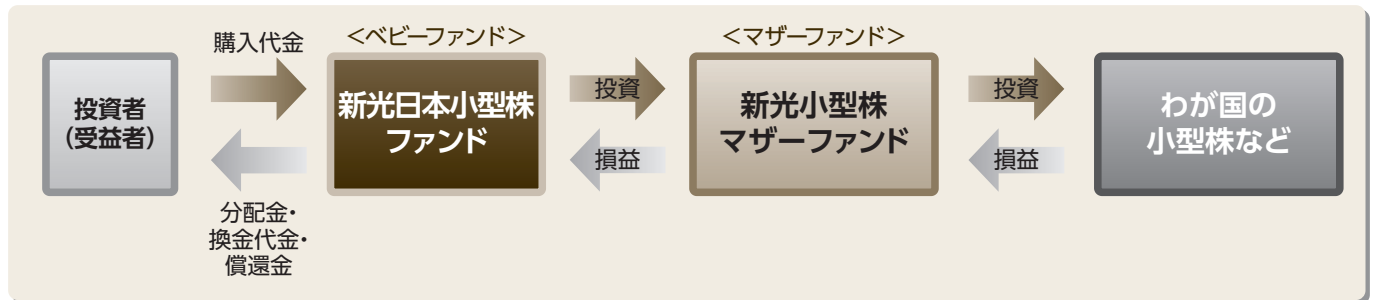 投資者
(受益者)
購入代金
分配金・
換金代金・
償還金
＜ベビーファンド＞
新光日本小型株
ファンド
投資
損益
＜マザーファンド＞
新光小型株
マザーファンド
投資
損益
わが国の
小型株など